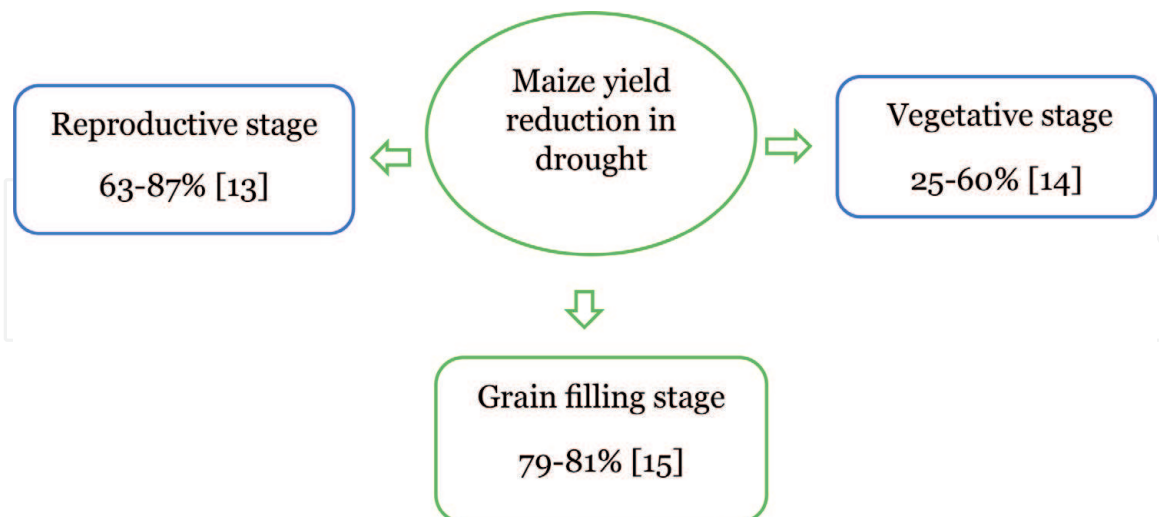 Maize yield
reduction in
drought
Reproductive stage
63-87% [13]
Vegetative stage
25-60% [14]
Grain filling stage
79-81% [15]